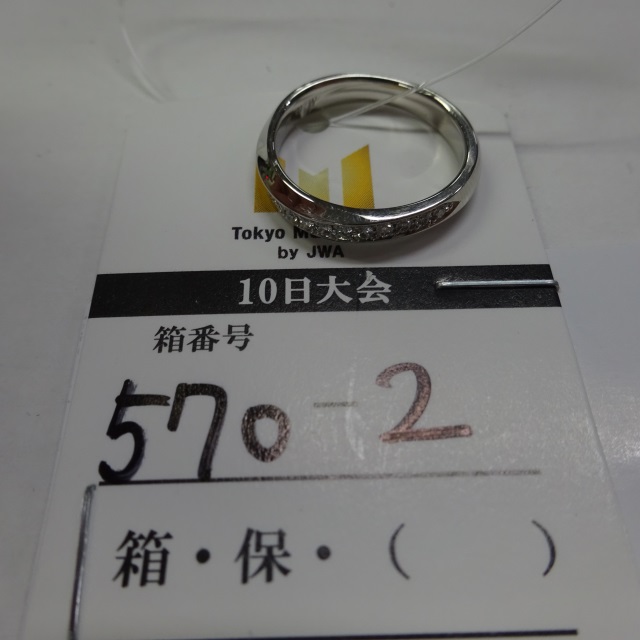 Tokyo
by JWA
10日大会
箱番号
570-2
箱・保・( )